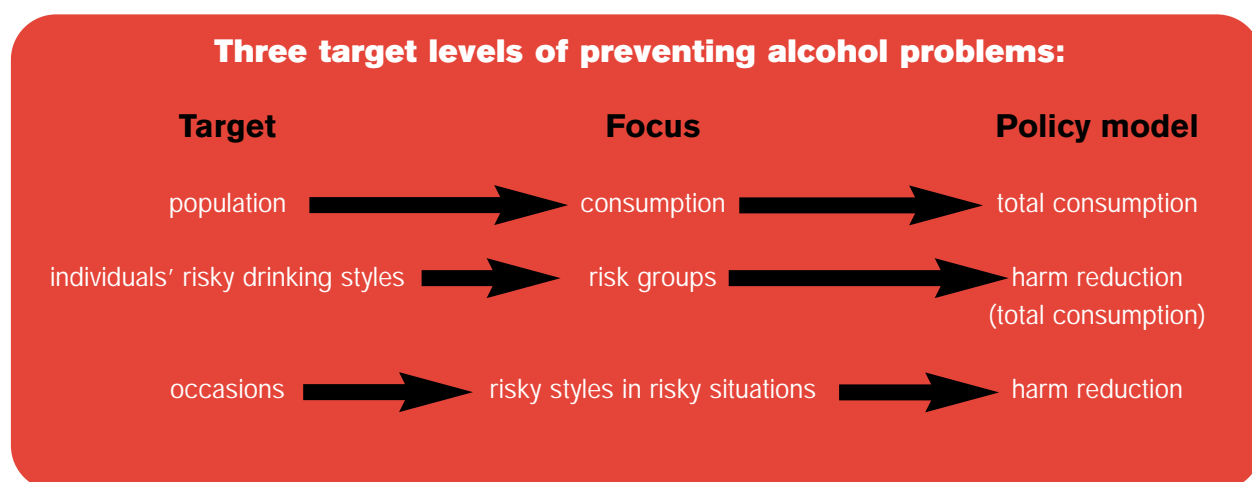 Three target levels of preventing alcohol problems:
Target Focus Policy model
population consumption total consumption
individuals’ risky drinking styles risk groups harm reduction
(total consumption)
occasions risky styles in risky situations harm reduction